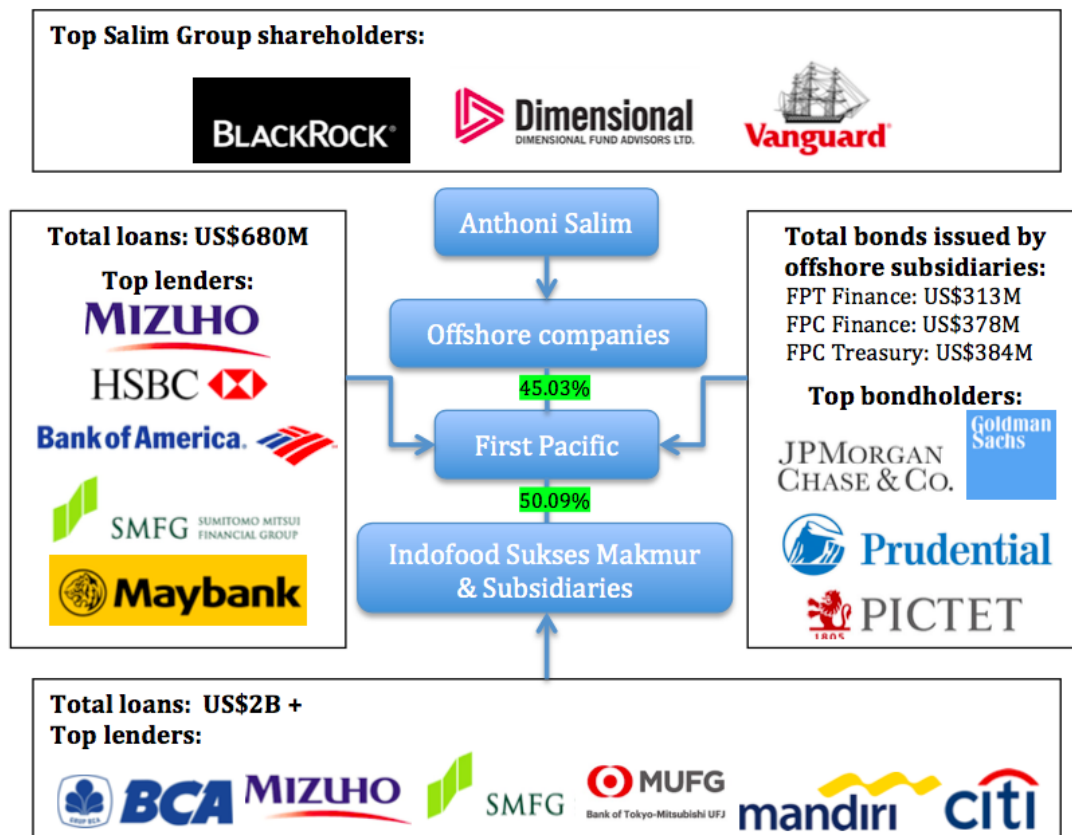 Top Salim Group shareholders:
BLACKROCK®
Dimensional
DIMENSIONAL FUND ADVISORS LTD.
Vanguard®
Anthoni Salim
Offshore companies
45.03%
First Pacific
50.09%
Indofood Sukses Makmur
& Subsidiaries
Total loans: US$680M
Top lenders:
MIZUHO
HSBC
Bank of America.
SMFG
SUMITOMO MITSUI
FINANCIAL GROUP
Maybank
Total bonds issued by
offshore subsidiaries:
FPT Finance: US$313M
FPC Finance: US$378M
FPC Treasury: US$384M
Top bondholders:
JPMORGAN
CHASE & CO.
Goldman
Sachs
Prudential
1805
PICTET
Total loans: US$2B +
Top lenders:
GRUP BCA
BCA
MIZUHO
SMFG
MUFG
Bank of Tokyo-Mitsubishi UFJ
mandiri
citi